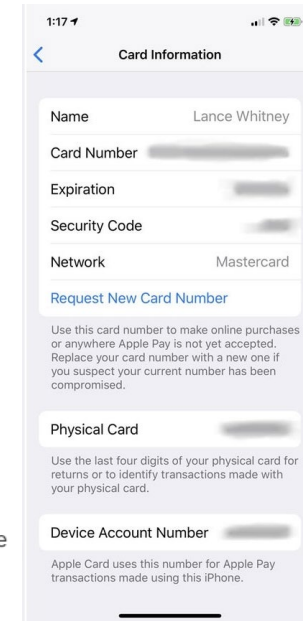 1:17
Card Information
Name Lance Whitney
Card Number
Expiration
Security Code
Network Mastercard
Request New Card Number
Use this card number to make online purchases
or anywhere Apple Pay is not yet accepted.
Replace your card number with a new one if
you suspect your current number has been
compromised.
Physical Card
Use the last four digits of your physical card for
returns or to identify transactions made with
your physical card.
e
Device Account Number
Apple Card uses this number for Apple Pay
transactions made using this iPhone.